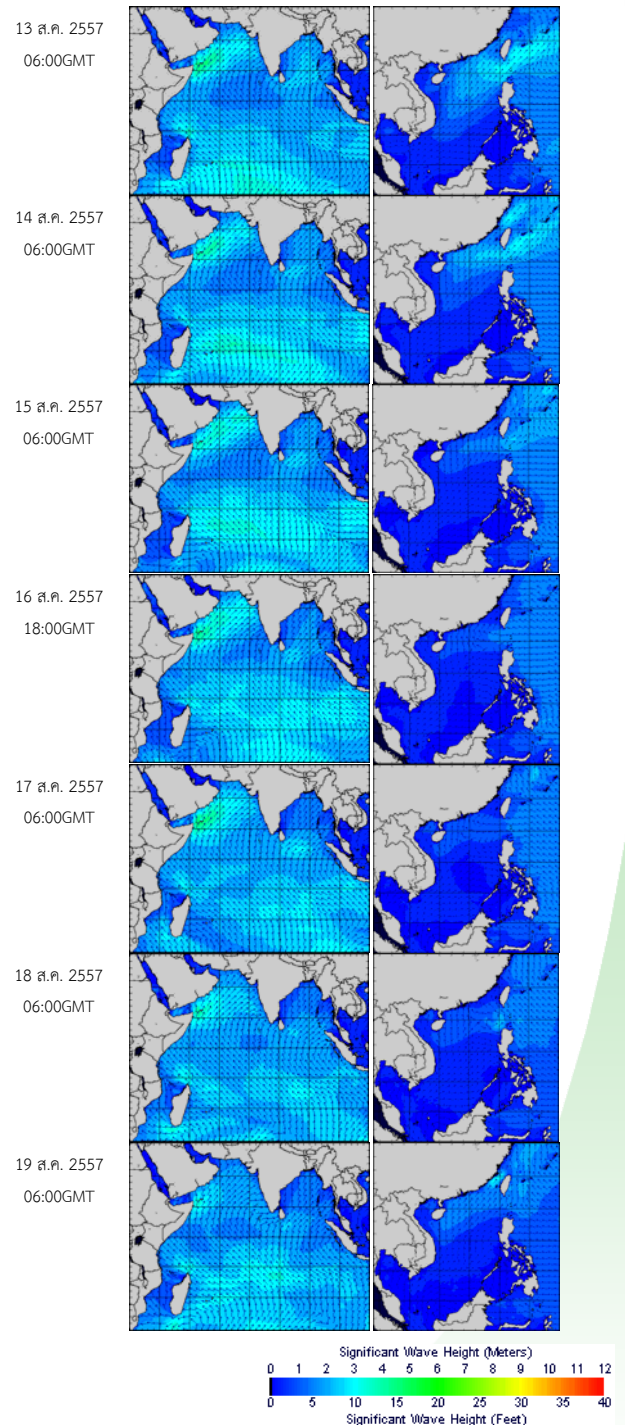 13 ส.ค. 2557
06:00GMT
14 ส.ค. 2557
06:00GMT
15 ส.ค. 2557
06:00GMT
16 ส.ค. 2557
18:00GMT
17 ส.ค. 2557
06:00GMT
18 ส.ค. 2557
06:00GMT
19 ส.ค. 2557
06:00GMT
Significant Wave Height (Meters)
0 1 2 3 4 5 6 7 8 9 10 11 12
0 5 10 15 20 25 30 35 40
Significant Wave Height (Feet)